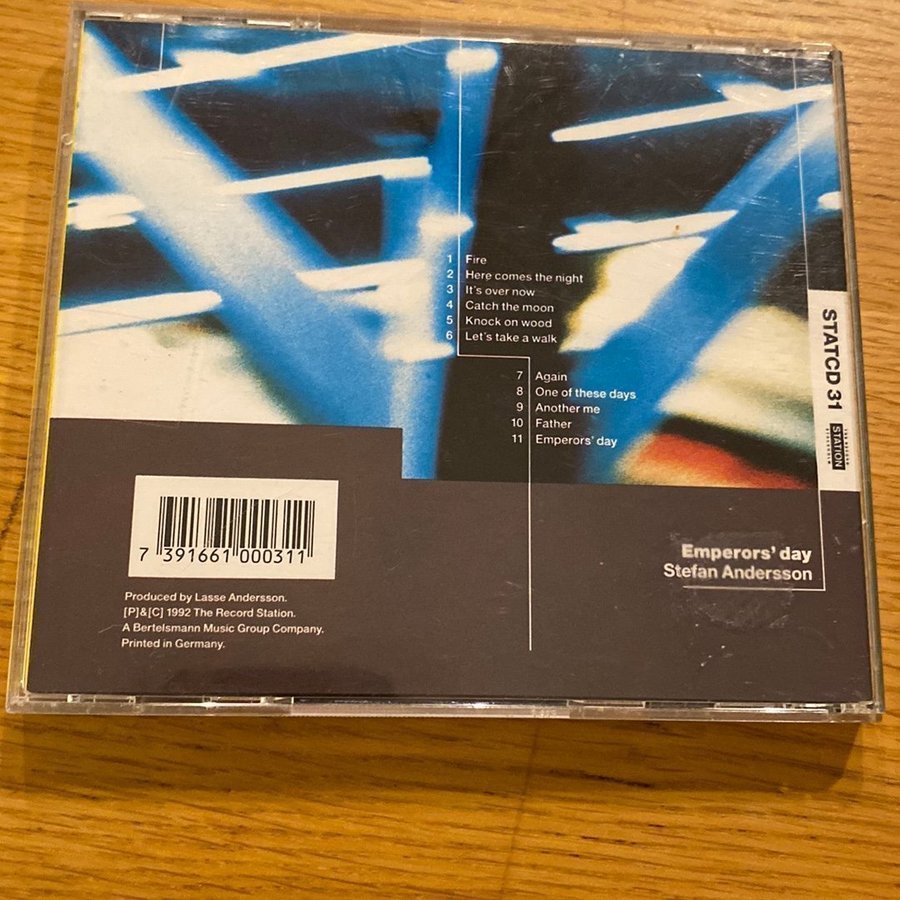 1 Fire
2 Here comes the night
3 It's over now
4 Catch the moon
5 Knock on wood
6 Let's take a walk
7 Again
8 One of these days
9 Another me
10 Father
11 Emperors' day
STATCD 31
THE RECORD
STATION
STOCKHOLM
7 391661 000311
Emperors' day
Stefan Andersson
Produced by Lasse Andersson.
[P]&[C] 1992 The Record Station.
A Bertelsmann Music Group Company.
Printed in Germany.